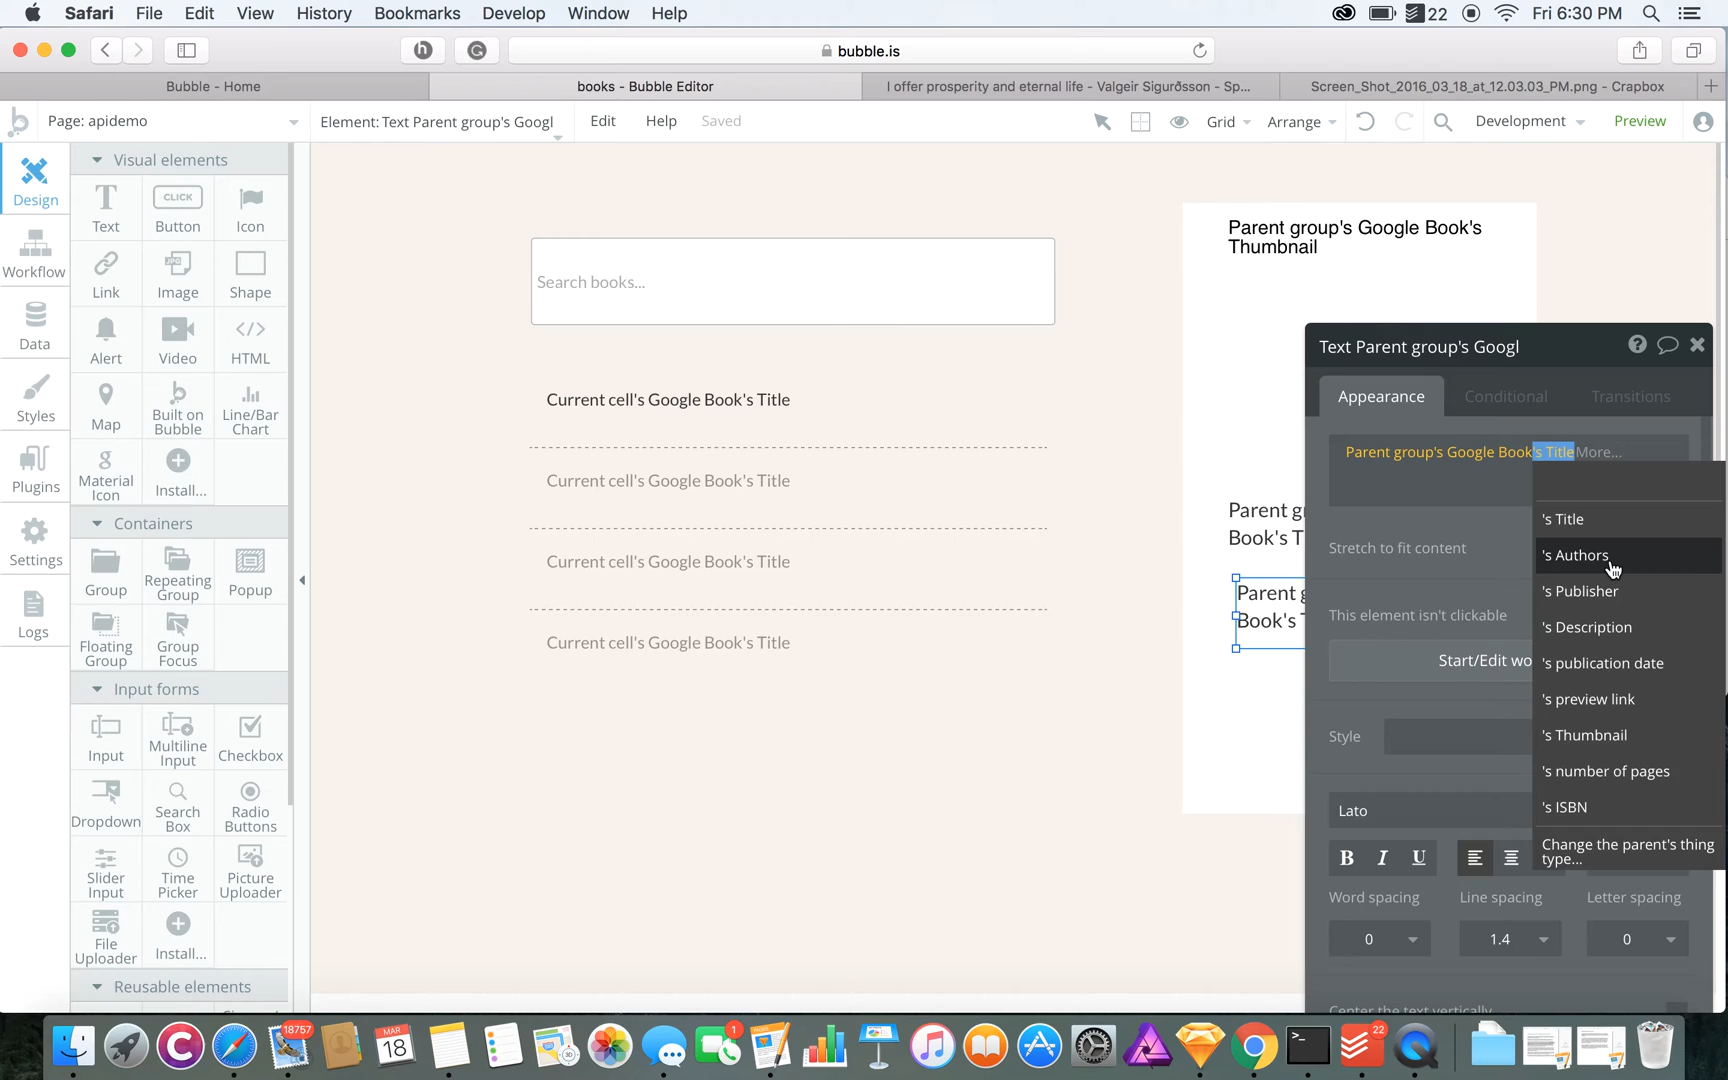 Safari File Edit View History Bookmarks Develop Window Help 22 Fri 6:30 PM
bubble.is
Bubble - Home
books - Bubble Editor
I offer prosperity and eternal life - Valgeir Sigurðsson - Sp...
Screen_Shot_2016_03_18_at_12.03.03_PM.png - Crapbox
Page: apidemo
Element: Text Parent group's Googl
Edit
Help
Saved
Grid
Arrange
Development
Preview
Design
Workflow
Data
Styles
Plugins
Settings
Logs
Visual elements
Text
CLICK
Button
Icon
Link
JPG
Image
Shape
Alert
Video
HTML
Map
Built on
Bubble
Line/Bar
Chart
Material
Icon
Install...
Containers
Group
Repeating
Group
Popup
Floating
Group
Group
Focus
Input forms
Input
Multiline
Input
Checkbox
Dropdown
Search
Box
Radio
Buttons
Slider
Input
Time
Picker
Picture
Uploader
File
Uploader
Install...
Reusable elements
Search books...
Current cell's Google Book's Title
Current cell's Google Book's Title
Current cell's Google Book's Title
Current cell's Google Book's Title
Parent group's Google Book's
Thumbnail
Parent g
Book's T
Parent g
Book's T
Text Parent group's Googl
Appearance
Conditional
Transitions
Parent group's Google Book's Title More...
Stretch to fit content
This element isn't clickable
Start/Edit wo
Style
Lato
B I U
Word spacing
Line spacing
Letter spacing
0
1.4
0
Center the text vertically
's Title
's Authors
's Publisher
's Description
's publication date
's preview link
's Thumbnail
's number of pages
's ISBN
Change the parent's thing
type...
18757
MAR
18
1
22